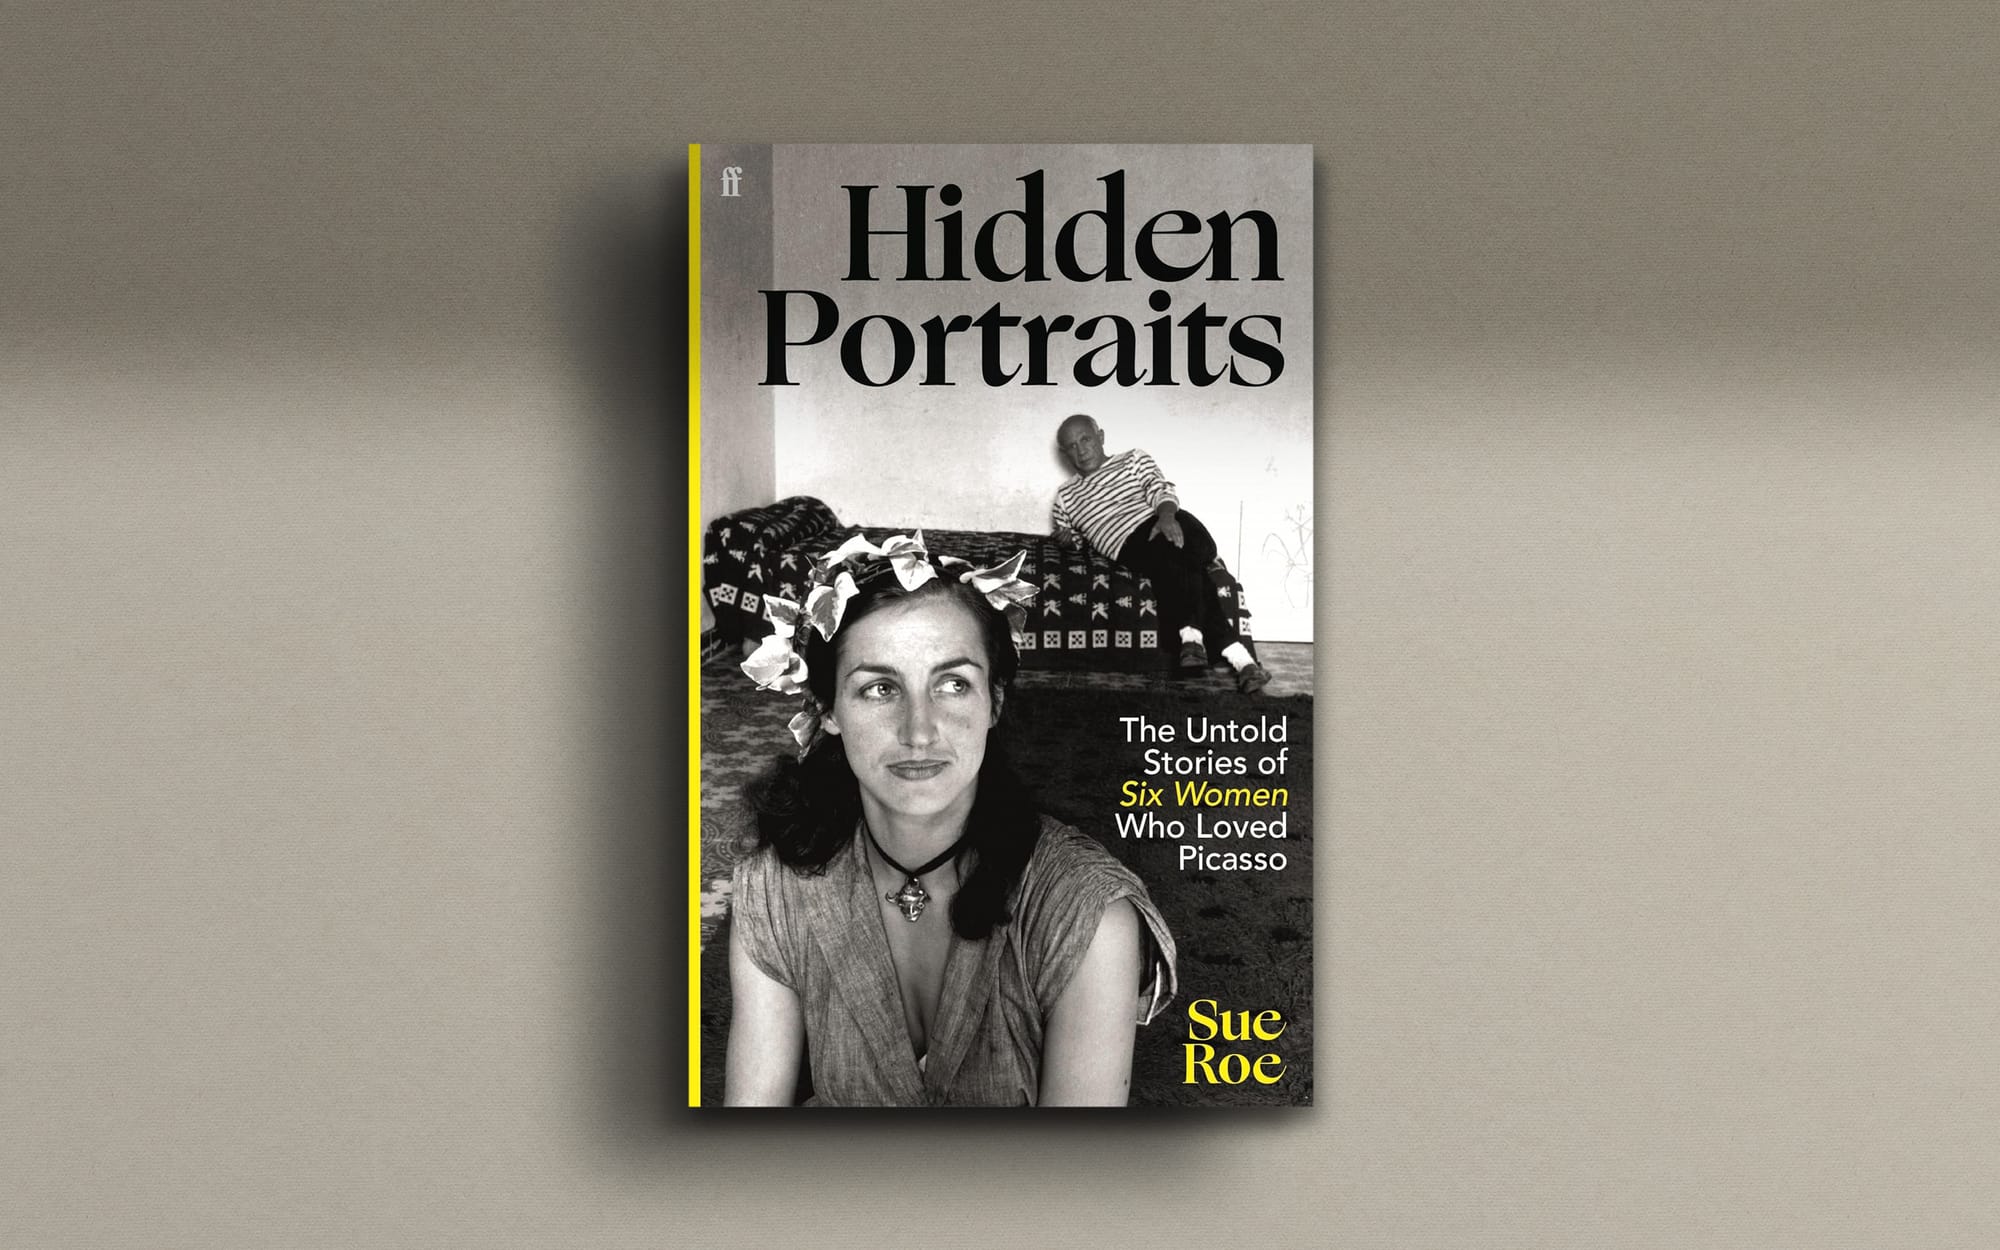 ff
Hidden
Portraits
The Untold
Stories of
Six Women
Who Loved
Picasso
Sue
Roe